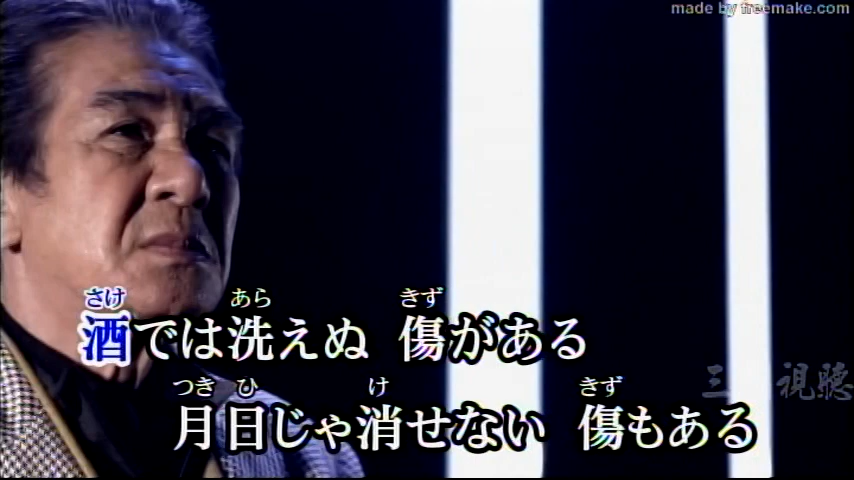 made by freemake.com
さけ あら きず
酒では洗えぬ 傷がある
つき ひ け きず
月日じゃ消せない 傷もある
三 視聽